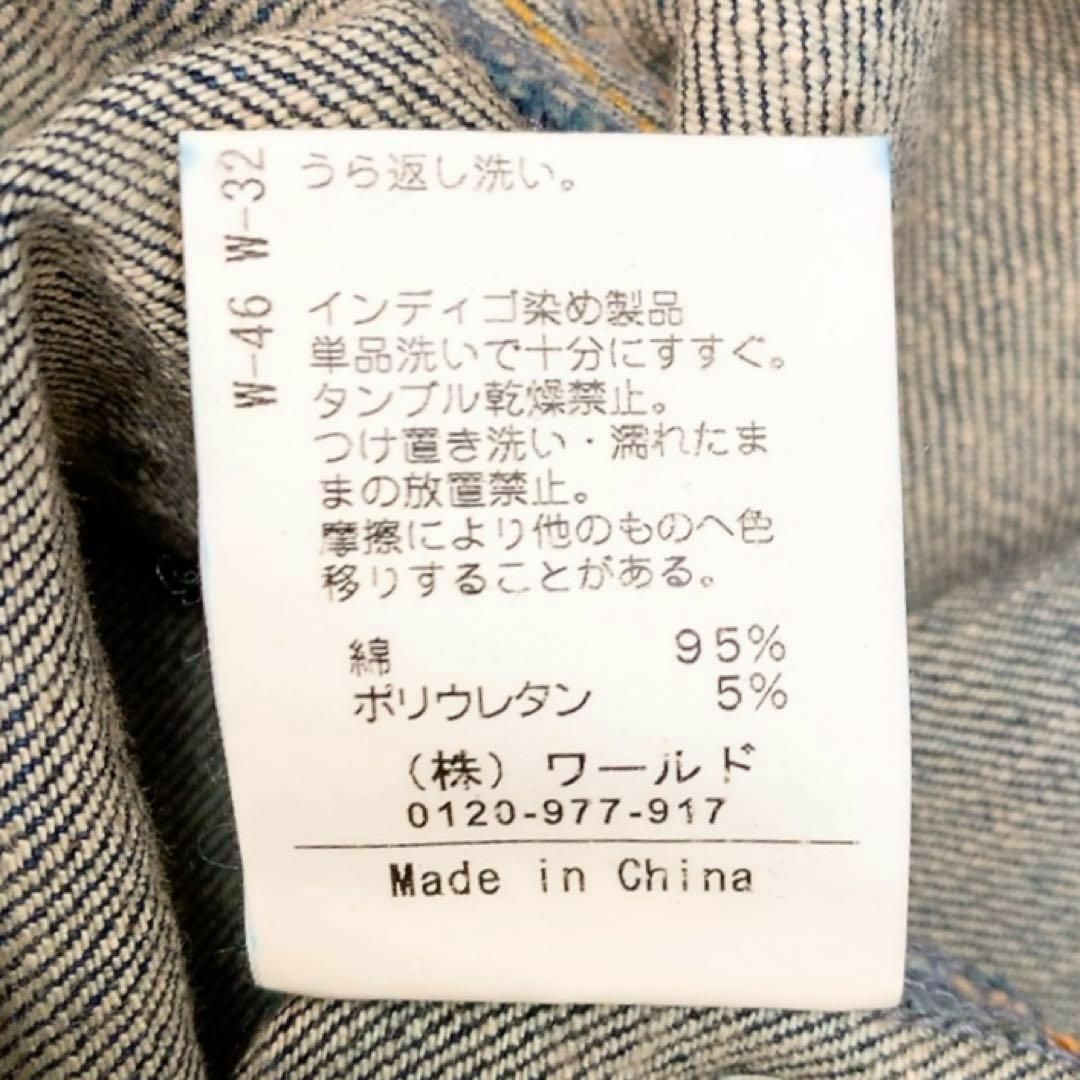 W-46 W-32
うら返し洗い。
インディゴ染め製品
単品洗いで十分にすすぐ。
タンブル乾燥禁止。
つけ置き洗い・濡れたま
まの放置禁止。
摩擦により他のものへ色
移りすることがある。
綿 95%
ポリウレタン 5%
(株) ワールド
0120-977-917
Made in China